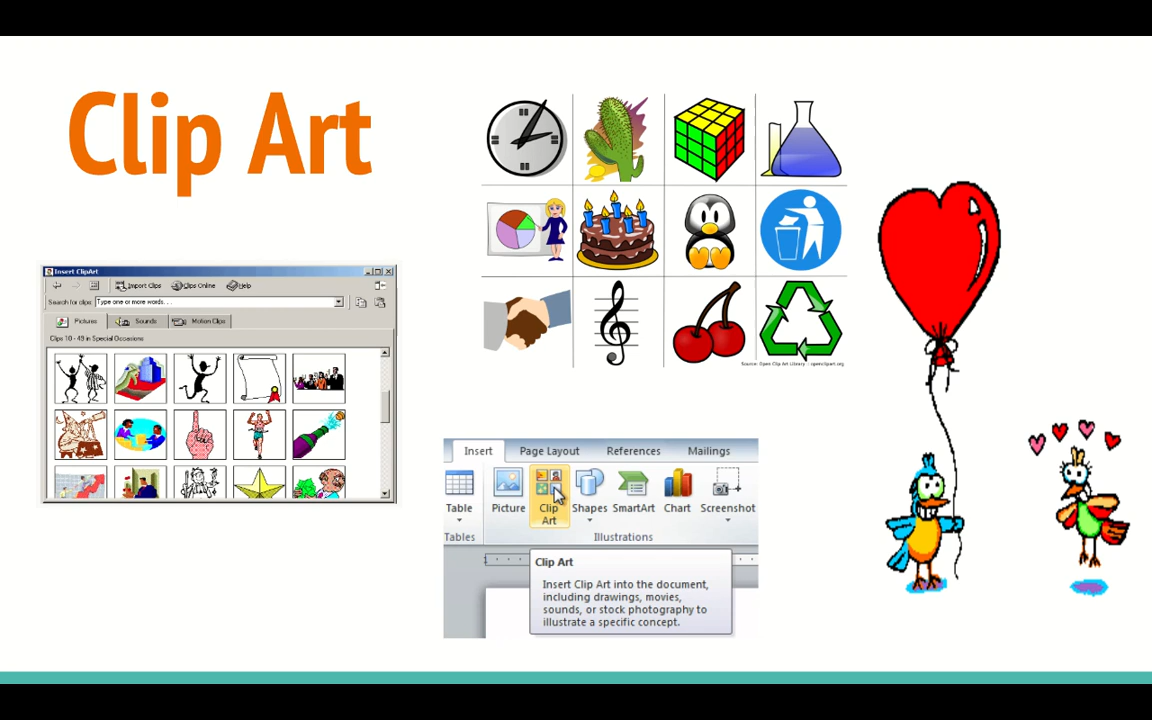 Clip Art
Insert ClipArt
Import Clips Clips Online Help
Search for clips: Type one or more words. . .
Pictures Sounds Motion Clips
Clips 10 - 49 in Special Occasions
Source: Open Clip Art Library - openclipart.org
Insert Page Layout References Mailings
Table Picture Clip Art Shapes SmartArt Chart Screenshot
Tables Illustrations
Clip Art
Insert Clip Art into the document,
including drawings, movies,
sounds, or stock photography to
illustrate a specific concept.